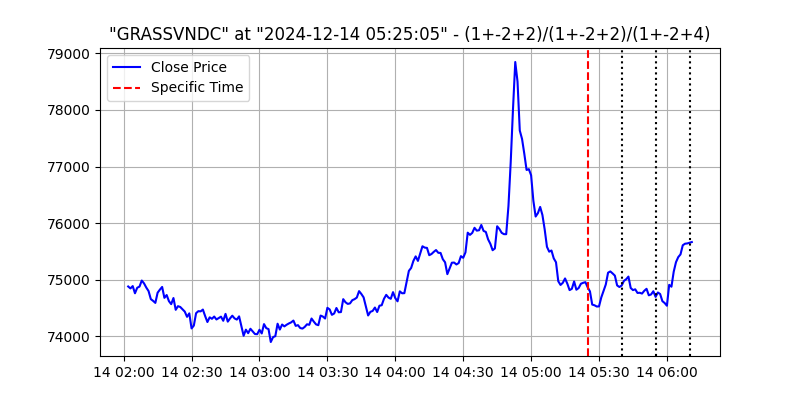 "GRASSVNDC" at "2024-12-14 05:25:05" - (1+-2+2)/(1+-2+2)/(1+-2+4)
Close Price
Specific Time
79000
78000
77000
76000
75000
74000
14 02:00 14 02:30 14 03:00 14 03:30 14 04:00 14 04:30 14 05:00 14 05:30 14 06:00